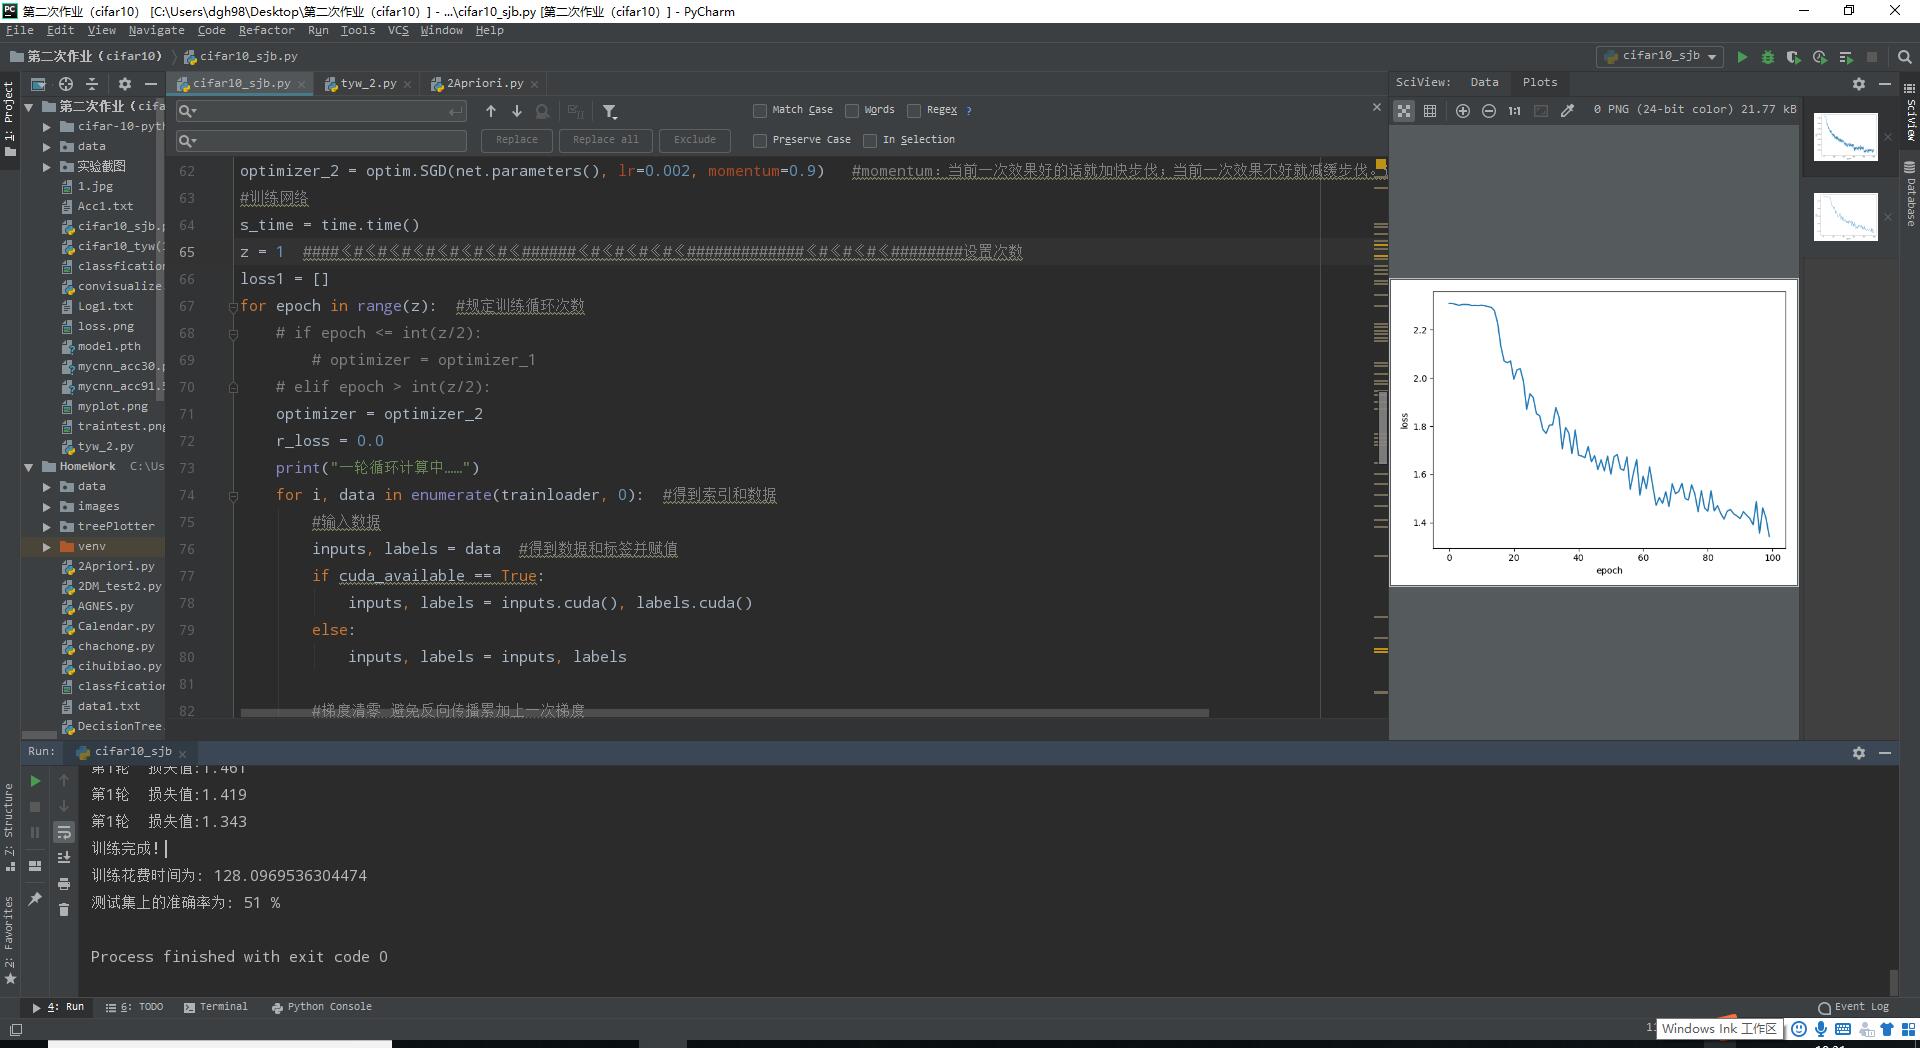 第二次作业（cifar10） [C:\Users\dgh98\Desktop\第二次作业（cifar10）] - ...\cifar10_sjb.py [第二次作业（cifar10）] - PyCharm
File Edit View Navigate Code Refactor Run Tools VCS Window Help
第二次作业（cifar10） cifar10_sjb.py
cifar10_sjb
cifar10_sjb.py tyw_2.py 2Apriori.py
SciView: Data Plots
Match Case Words Regex ?
1:1 0 PNG (24-bit color) 21.77 kB
Replace Replace all Exclude Preserve Case In Selection
1: Project
第二次作业（cifa
cifar-10-pyth
data
实验截图
1.jpg
Acc1.txt
cifar10_sjb.p
cifar10_tyw(
classfication
convisualize.
Log1.txt
loss.png
model.pth
mycnn_acc30.p
mycnn_acc91.
myplot.png
traintest.png
tyw_2.py
HomeWork C:\Us
data
images
treePlotter
venv
2Apriori.py
2DM_test2.py
AGNES.py
Calendar.py
chachong.py
cihuibiao.py
classfication
data1.txt
DecisionTree.
62 optimizer_2 = optim.SGD(net.parameters(), lr=0.002, momentum=0.9) #momentum: 当前一次效果好的话就加快步伐；当前一次效果不好就减缓步伐。
63 #训练网络
64 s_time = time.time()
65 z = 1 ####《#《#《#《#《#《#《#《######《#《#《#《#《#############《#《#《#《########设置次数
66 loss1 = []
67 for epoch in range(z): #规定训练循环次数
68 # if epoch <= int(z/2):
69 # optimizer = optimizer_1
70 # elif epoch > int(z/2):
71 optimizer = optimizer_2
72 r_loss = 0.0
73 print("一轮循环计算中……")
74 for i, data in enumerate(trainloader, 0): #得到索引和数据
75 #输入数据
76 inputs, labels = data #得到数据和标签并赋值
77 if cuda_available == True:
78 inputs, labels = inputs.cuda(), labels.cuda()
79 else:
80 inputs, labels = inputs, labels
81
82 #梯度清零 避免反向传播累加上一次梯度
2.2
2.0
1.8
1.6
1.4
loss
0 20 40 60 80 100
epoch
SciView
Database
Run: cifar10_sjb
第1轮 损失值:1.461
第1轮 损失值:1.419
第1轮 损失值:1.343
训练完成!
训练花费时间为: 128.0969536304474
测试集上的准确率为: 51 %
Process finished with exit code 0
Z: Structure
2: Favorites
4: Run 6: TODO Terminal Python Console
Event Log
Windows Ink 工作区